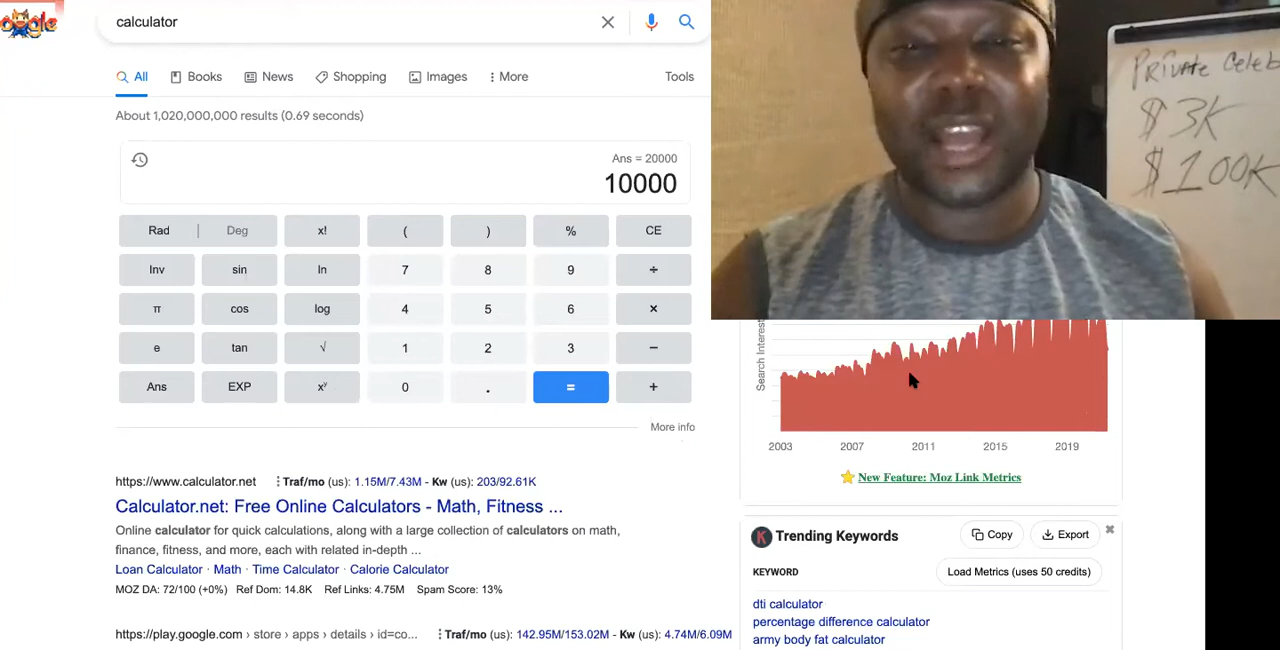 oogle
calculator
All
Books
News
Shopping
Images
More
Tools
About 1,020,000,000 results (0.69 seconds)
Ans = 20000
10000
Rad | Deg x! ( ) % CE
Inv sin ln 7 8 9 ÷
π cos log 4 5 6 ×
e tan √ 1 2 3 −
Ans EXP xʸ 0 . = +
More info
https://www.calculator.net Traf/mo (us): 1.15M/7.43M - Kw (us): 203/92.61K
Calculator.net: Free Online Calculators - Math, Fitness ...
Online calculator for quick calculations, along with a large collection of calculators on math,
finance, fitness, and more, each with related in-depth ...
Loan Calculator · Math · Time Calculator · Calorie Calculator
MOZ DA: 72/100 (+0%) Ref Dom: 14.8K Ref Links: 4.75M Spam Score: 13%
https://play.google.com › store › apps › details › id=co... Traf/mo (us): 142.95M/153.02M - Kw (us): 4.74M/6.09M
Private Celeb
$3K
$100K
Search Interes
2003 2007 2011 2015 2019
New Feature: Moz Link Metrics
K Trending Keywords
Copy
Export
KEYWORD
Load Metrics (uses 50 credits)
dti calculator
percentage difference calculator
army body fat calculator